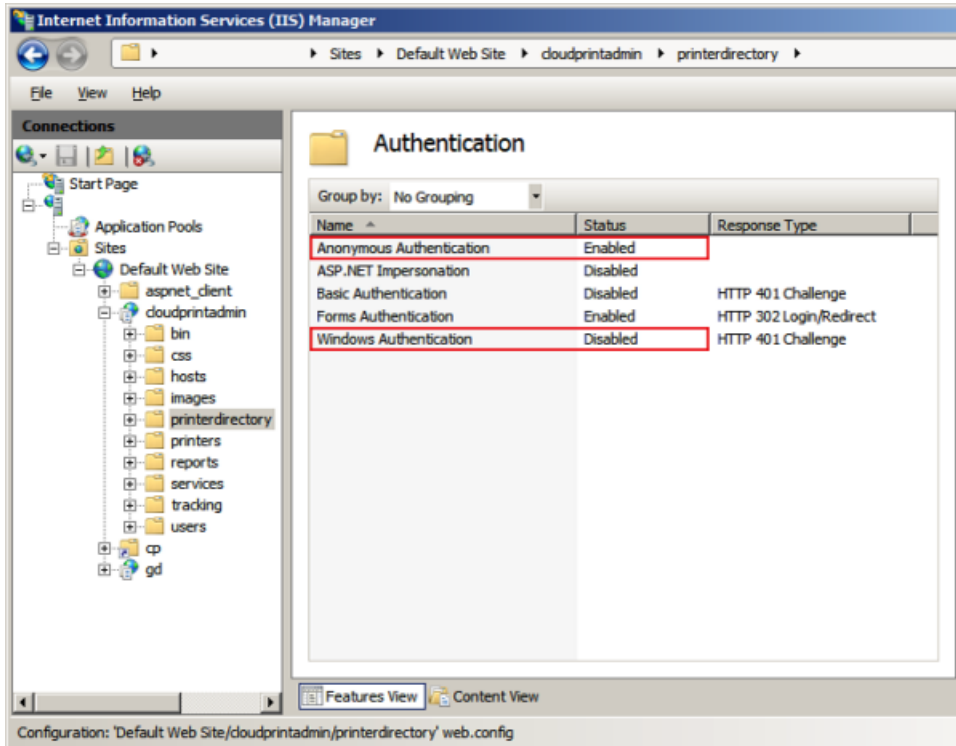 Internet Information Services (IIS) Manager
Sites Default Web Site cloudprintadmin printerdirectory
File View Help
Connections
Start Page
Application Pools
Sites
Default Web Site
aspnet_client
cloudprintadmin
bin
css
hosts
images
printerdirectory
printers
reports
services
tracking
users
cp
gd
Authentication
Group by: No Grouping
Name Status Response Type
Anonymous Authentication Enabled
ASP.NET Impersonation Disabled
Basic Authentication Disabled HTTP 401 Challenge
Forms Authentication Enabled HTTP 302 Login/Redirect
Windows Authentication Disabled HTTP 401 Challenge
Features View Content View
Configuration: 'Default Web Site/cloudprintadmin/printerdirectory' web.config